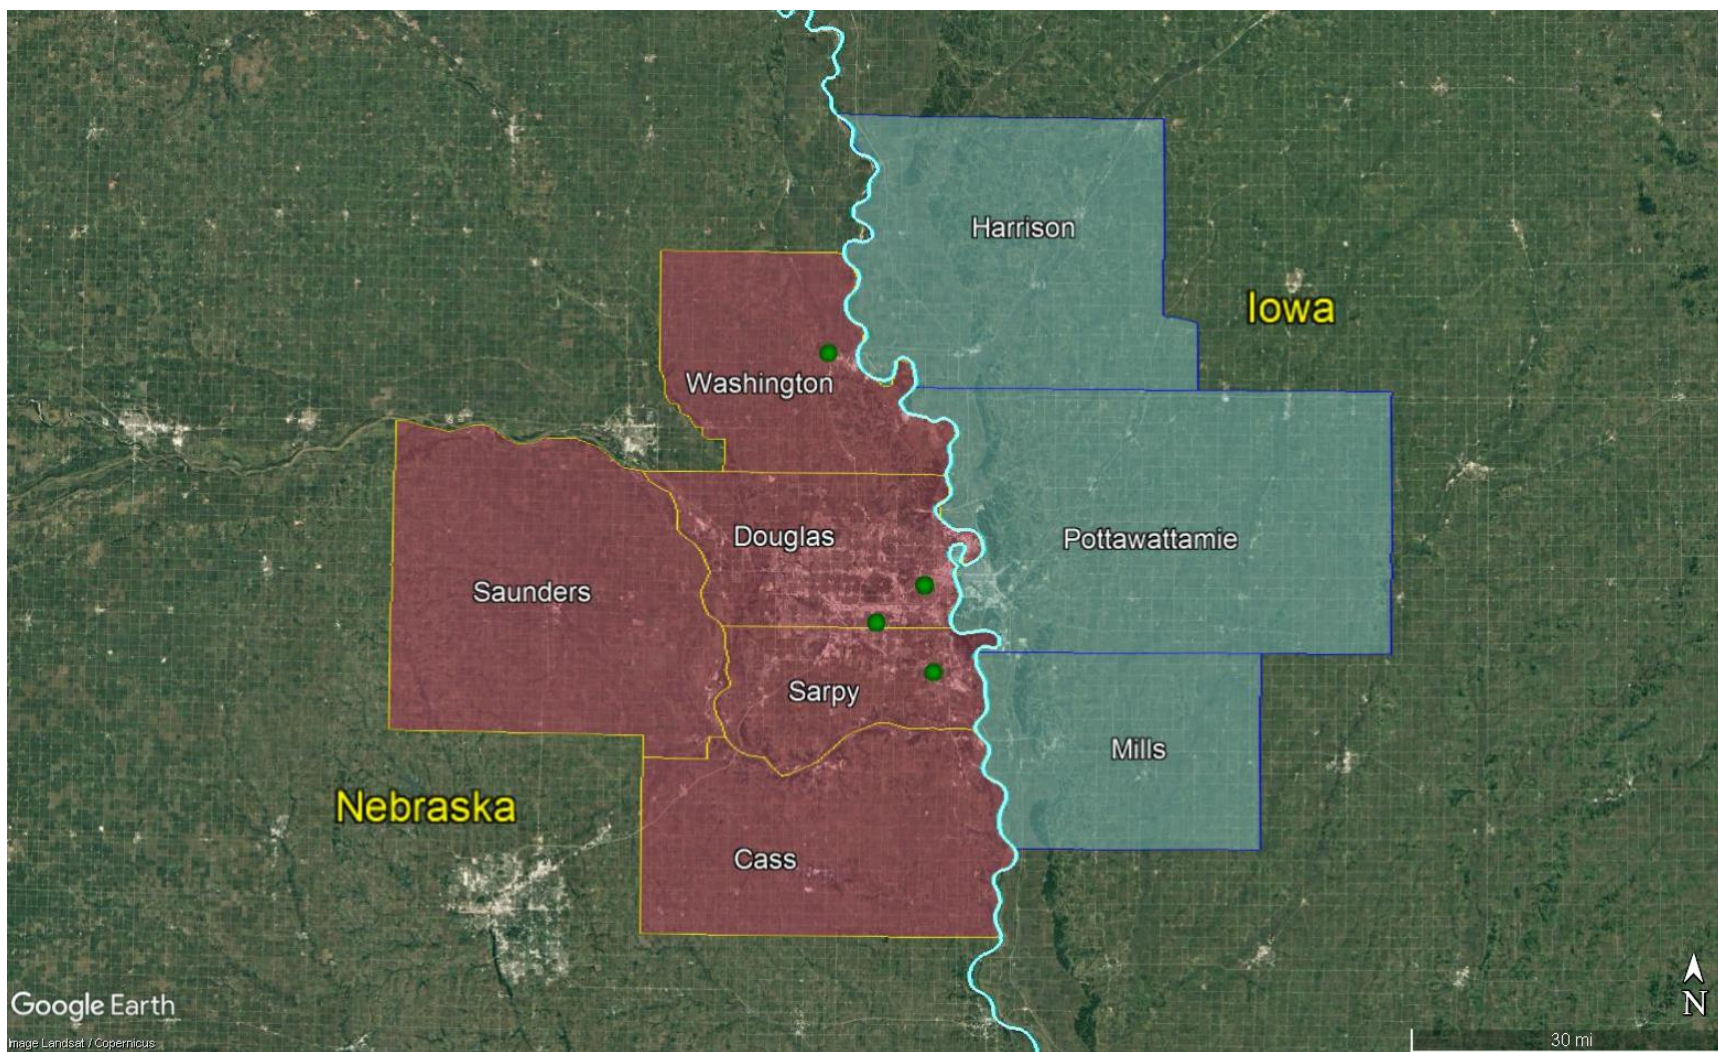 Harrison
Iowa
Washington
Douglas
Pottawattamie
Saunders
Sarpy
Mills
Nebraska
Cass
Google Earth
N
Image Landsat / Copernicus
30 mi